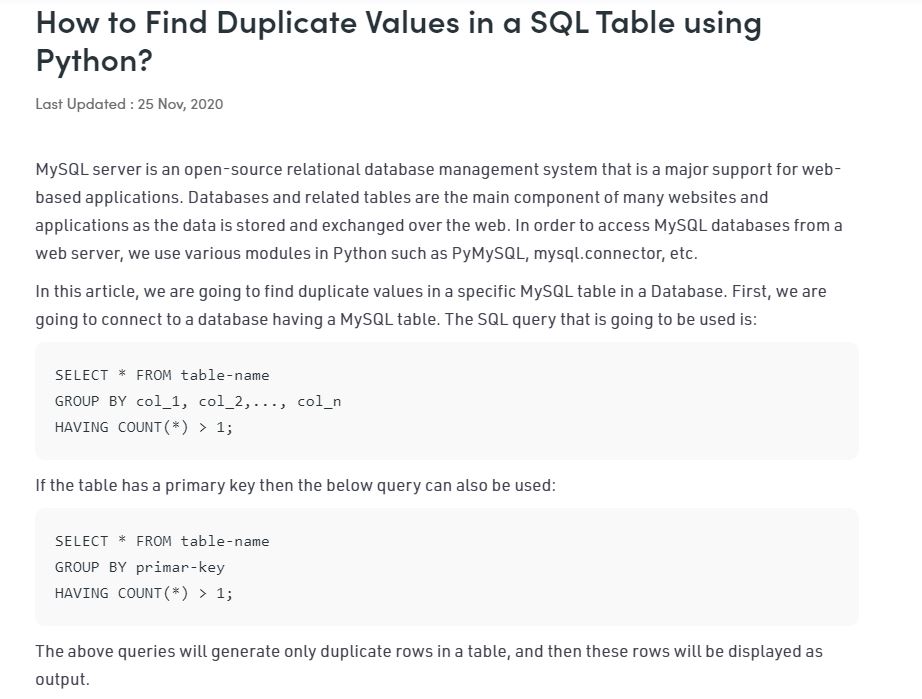 How to Find Duplicate Values in a SQL Table using
Python?
Last Updated : 25 Nov, 2020
MySQL server is an open-source relational database management system that is a major support for web-
based applications. Databases and related tables are the main component of many websites and
applications as the data is stored and exchanged over the web. In order to access MySQL databases from a
web server, we use various modules in Python such as PyMySQL, mysql.connector, etc.
In this article, we are going to find duplicate values in a specific MySQL table in a Database. First, we are
going to connect to a database having a MySQL table. The SQL query that is going to be used is:
SELECT * FROM table-name
GROUP BY col_1, col_2,..., col_n
HAVING COUNT(*) > 1;
If the table has a primary key then the below query can also be used:
SELECT * FROM table-name
GROUP BY primar-key
HAVING COUNT(*) > 1;
The above queries will generate only duplicate rows in a table, and then these rows will be displayed as
output.